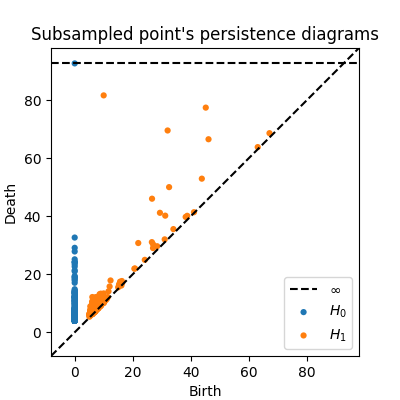 Subsampled point's persistence diagrams
Death
80
60
40
20
0
∞
H₀
H₁
0 20 40 60 80
Birth